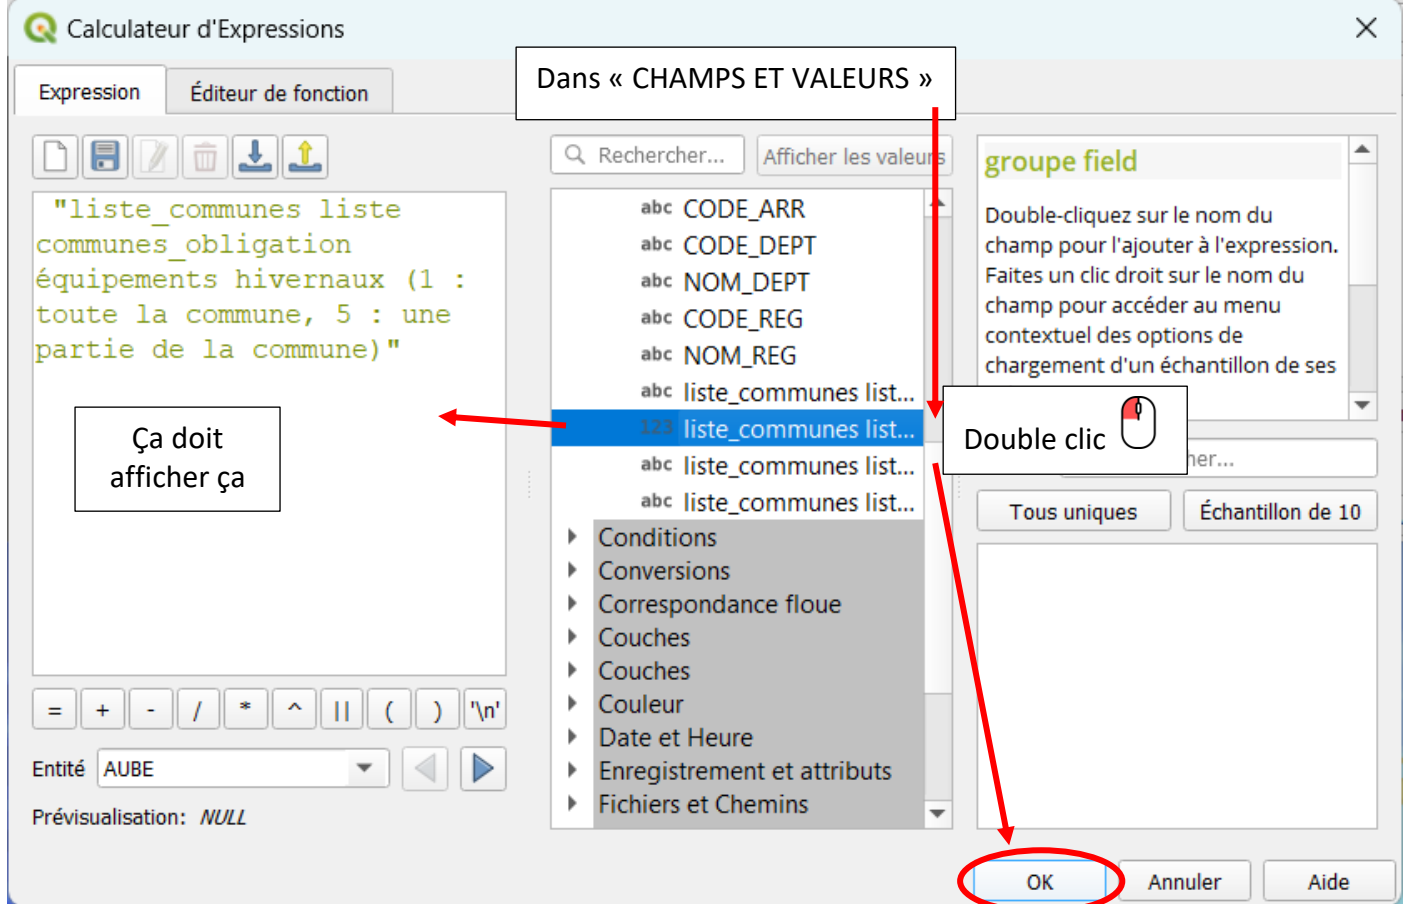 Calculateur d'Expressions
Dans « CHAMPS ET VALEURS »
Expression
Éditeur de fonction
Rechercher...
Afficher les valeurs
groupe field
"liste_communes liste
communes_obligation
équipements hivernaux (1 :
toute la commune, 5 : une
partie de la commune)"
abc CODE_ARR
abc CODE_DEPT
abc NOM_DEPT
abc CODE_REG
abc NOM_REG
abc liste_communes list...
123 liste_communes list...
abc liste_communes list...
abc liste_communes list...
Conditions
Conversions
Correspondance floue
Couches
Couches
Couleur
Date et Heure
Enregistrement et attributs
Fichiers et Chemins
Double-cliquez sur le nom du
champ pour l'ajouter à l'expression.
Faites un clic droit sur le nom du
champ pour accéder au menu
contextuel des options de
chargement d'un échantillon de ses
Ça doit
afficher ça
Double clic
her...
Tous uniques
Échantillon de 10
= + - / * ^ || ( ) '\n'
Entité AUBE
Prévisualisation: NULL
OK
Annuler
Aide